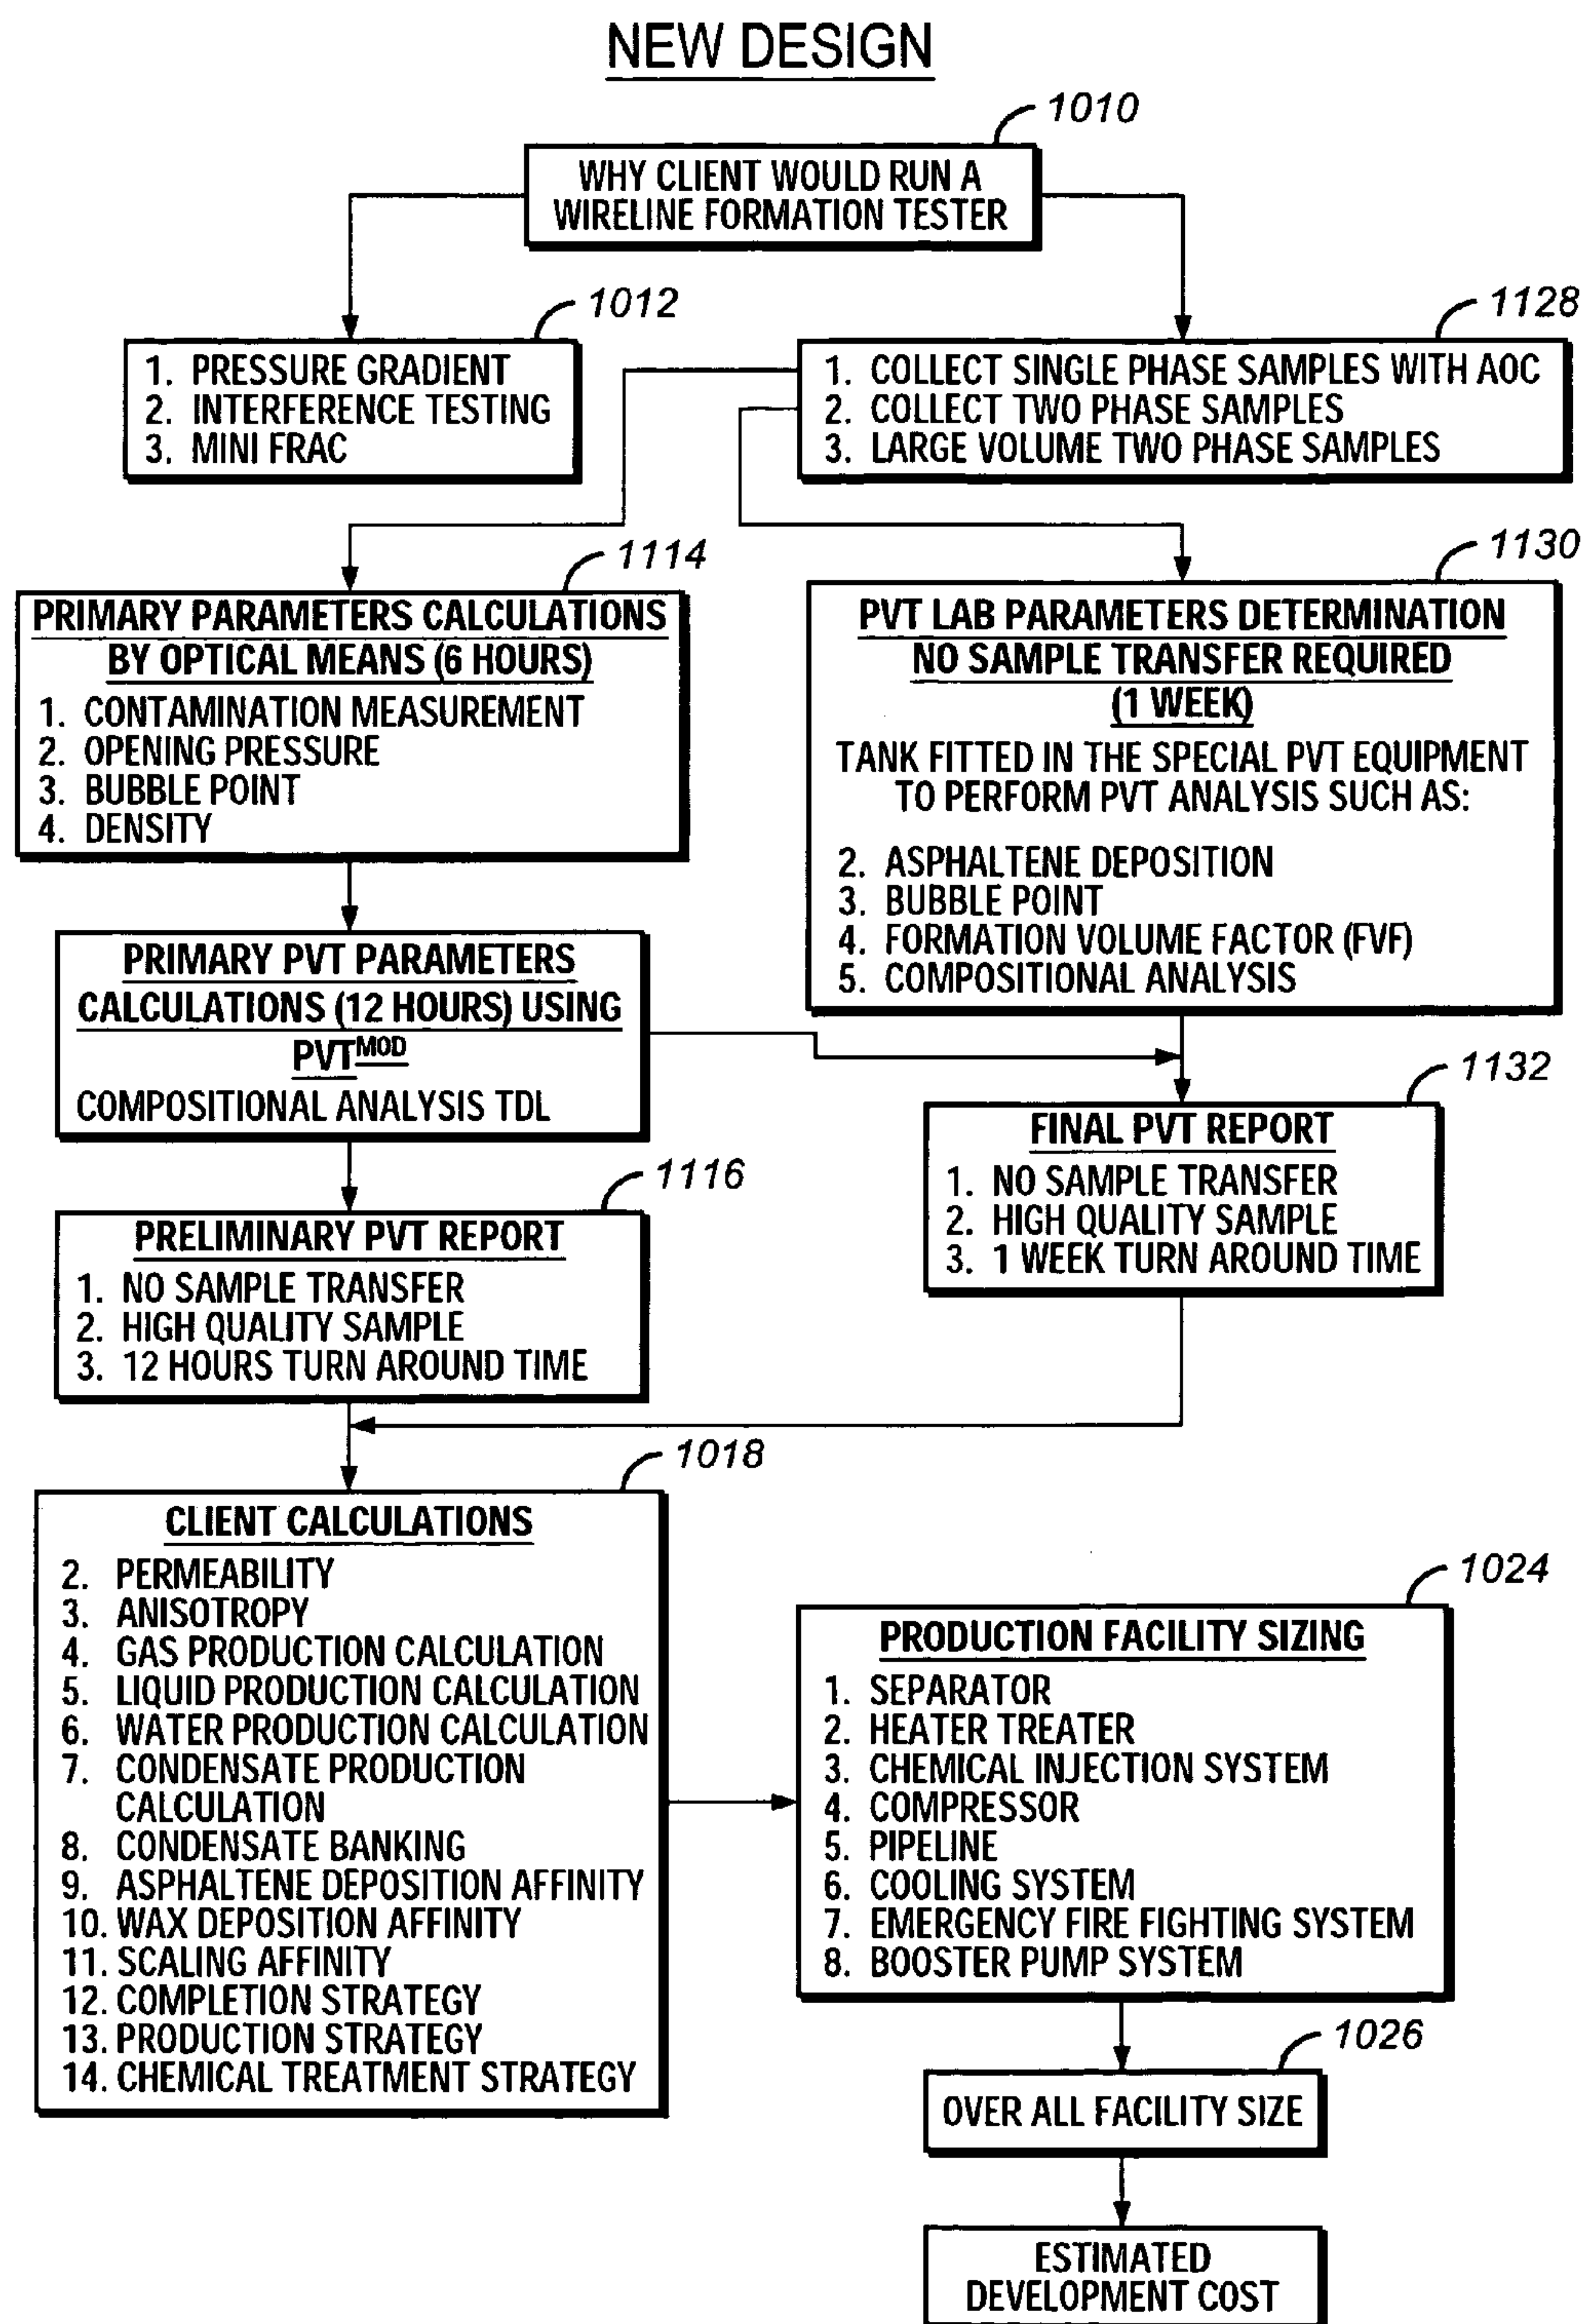 NEW DESIGN
1010
WHY CLIENT WOULD RUN A
WIRELINE FORMATION TESTER
1012
1. PRESSURE GRADIENT
2. INTERFERENCE TESTING
3. MINI FRAC
1128
1. COLLECT SINGLE PHASE SAMPLES WITH AOC
2. COLLECT TWO PHASE SAMPLES
3. LARGE VOLUME TWO PHASE SAMPLES
1114
PRIMARY PARAMETERS CALCULATIONS
BY OPTICAL MEANS (6 HOURS)
1. CONTAMINATION MEASUREMENT
2. OPENING PRESSURE
3. BUBBLE POINT
4. DENSITY
1130
PVT LAB PARAMETERS DETERMINATION
NO SAMPLE TRANSFER REQUIRED
(1 WEEK)
TANK FITTED IN THE SPECIAL PVT EQUIPMENT
TO PERFORM PVT ANALYSIS SUCH AS:
2. ASPHALTENE DEPOSITION
3. BUBBLE POINT
4. FORMATION VOLUME FACTOR (FVF)
5. COMPOSITIONAL ANALYSIS
PRIMARY PVT PARAMETERS
CALCULATIONS (12 HOURS) USING
PVT^MOD
COMPOSITIONAL ANALYSIS TDL
1132
FINAL PVT REPORT
1. NO SAMPLE TRANSFER
2. HIGH QUALITY SAMPLE
3. 1 WEEK TURN AROUND TIME
1116
PRELIMINARY PVT REPORT
1. NO SAMPLE TRANSFER
2. HIGH QUALITY SAMPLE
3. 12 HOURS TURN AROUND TIME
1018
CLIENT CALCULATIONS
2. PERMEABILITY
3. ANISOTROPY
4. GAS PRODUCTION CALCULATION
5. LIQUID PRODUCTION CALCULATION
6. WATER PRODUCTION CALCULATION
7. CONDENSATE PRODUCTION
CALCULATION
8. CONDENSATE BANKING
9. ASPHALTENE DEPOSITION AFFINITY
10. WAX DEPOSITION AFFINITY
11. SCALING AFFINITY
12. COMPLETION STRATEGY
13. PRODUCTION STRATEGY
14. CHEMICAL TREATMENT STRATEGY
1024
PRODUCTION FACILITY SIZING
1. SEPARATOR
2. HEATER TREATER
3. CHEMICAL INJECTION SYSTEM
4. COMPRESSOR
5. PIPELINE
6. COOLING SYSTEM
7. EMERGENCY FIRE FIGHTING SYSTEM
8. BOOSTER PUMP SYSTEM
1026
OVER ALL FACILITY SIZE
ESTIMATED
DEVELOPMENT COST